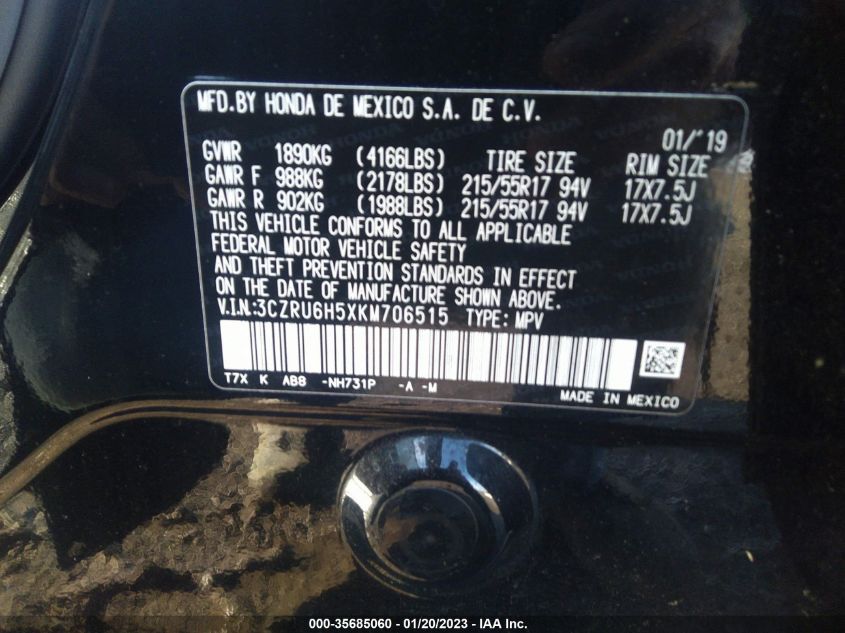 MFD.BY HONDA DE MEXICO S.A. DE C.V.
01/'19
GVWR 1890KG (4166LBS) TIRE SIZE RIM SIZE
GAWR F 988KG (2178LBS) 215/55R17 94V 17X7.5J
GAWR R 902KG (1988LBS) 215/55R17 94V 17X7.5J
THIS VEHICLE CONFORMS TO ALL APPLICABLE
FEDERAL MOTOR VEHICLE SAFETY
AND THEFT PREVENTION STANDARDS IN EFFECT
ON THE DATE OF MANUFACTURE SHOWN ABOVE.
V.I.N:3CZRU6H5XKM706515 TYPE: MPV
T7X K AB8 -NH731P -A -M
MADE IN MEXICO
000-35685060 - 01/20/2023 - IAA Inc.